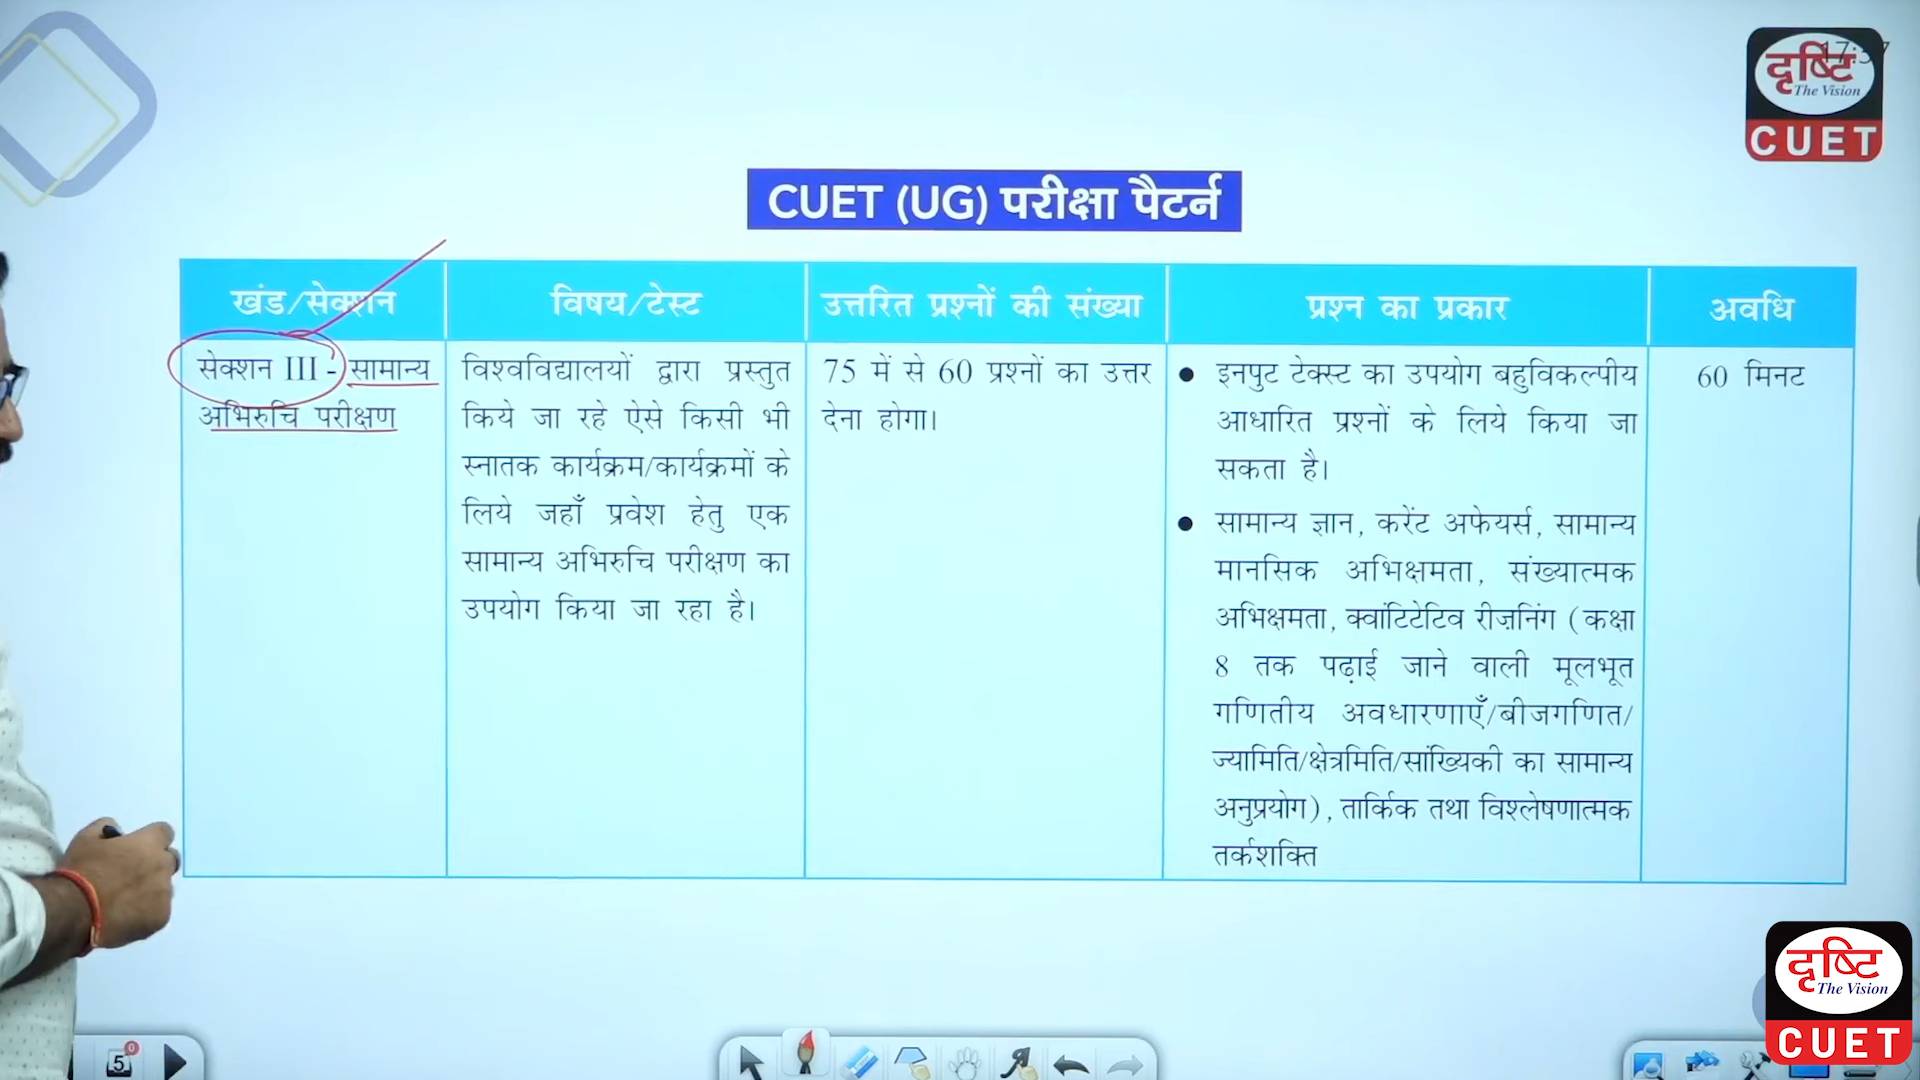 17:57
दृष्टि
The Vision
CUET
CUET (UG) परीक्षा पैटर्न
खंड/सेक्शन
विषय/टेस्ट
उत्तरित प्रश्नों की संख्या
प्रश्न का प्रकार
अवधि
सेक्शन III - सामान्य
अभिरुचि परीक्षण
विश्वविद्यालयों द्वारा प्रस्तुत
किये जा रहे ऐसे किसी भी
स्नातक कार्यक्रम/कार्यक्रमों के
लिये जहाँ प्रवेश हेतु एक
सामान्य अभिरुचि परीक्षण का
उपयोग किया जा रहा है।
75 में से 60 प्रश्नों का उत्तर
देना होगा।
● इनपुट टेक्स्ट का उपयोग बहुविकल्पीय
आधारित प्रश्नों के लिये किया जा
सकता है।
● सामान्य ज्ञान, करेंट अफेयर्स, सामान्य
मानसिक अभिक्षमता, संख्यात्मक
अभिक्षमता, क्वांटिटेटिव रीज़निंग (कक्षा
8 तक पढ़ाई जाने वाली मूलभूत
गणितीय अवधारणाएँ/बीजगणित/
ज्यामिति/क्षेत्रमिति/सांख्यिकी का सामान्य
अनुप्रयोग), तार्किक तथा विश्लेषणात्मक
तर्कशक्ति
60 मिनट
दृष्टि
The Vision
CUET
5
0